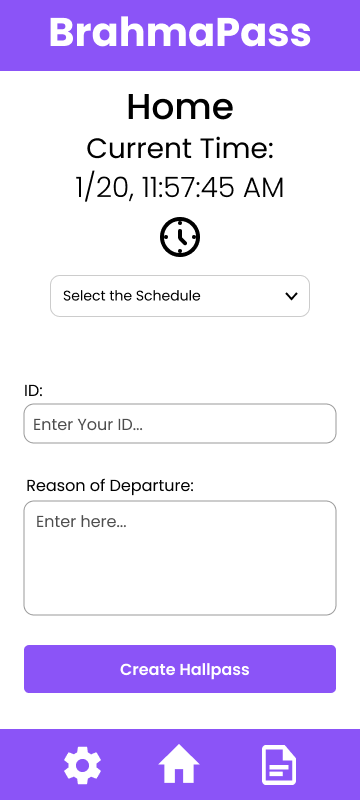 BrahmaPass
Home
Current Time:
1/20, 11:57:45 AM
Select the Schedule
ID:
Enter Your ID...
Reason of Departure:
Enter here...
Create Hallpass